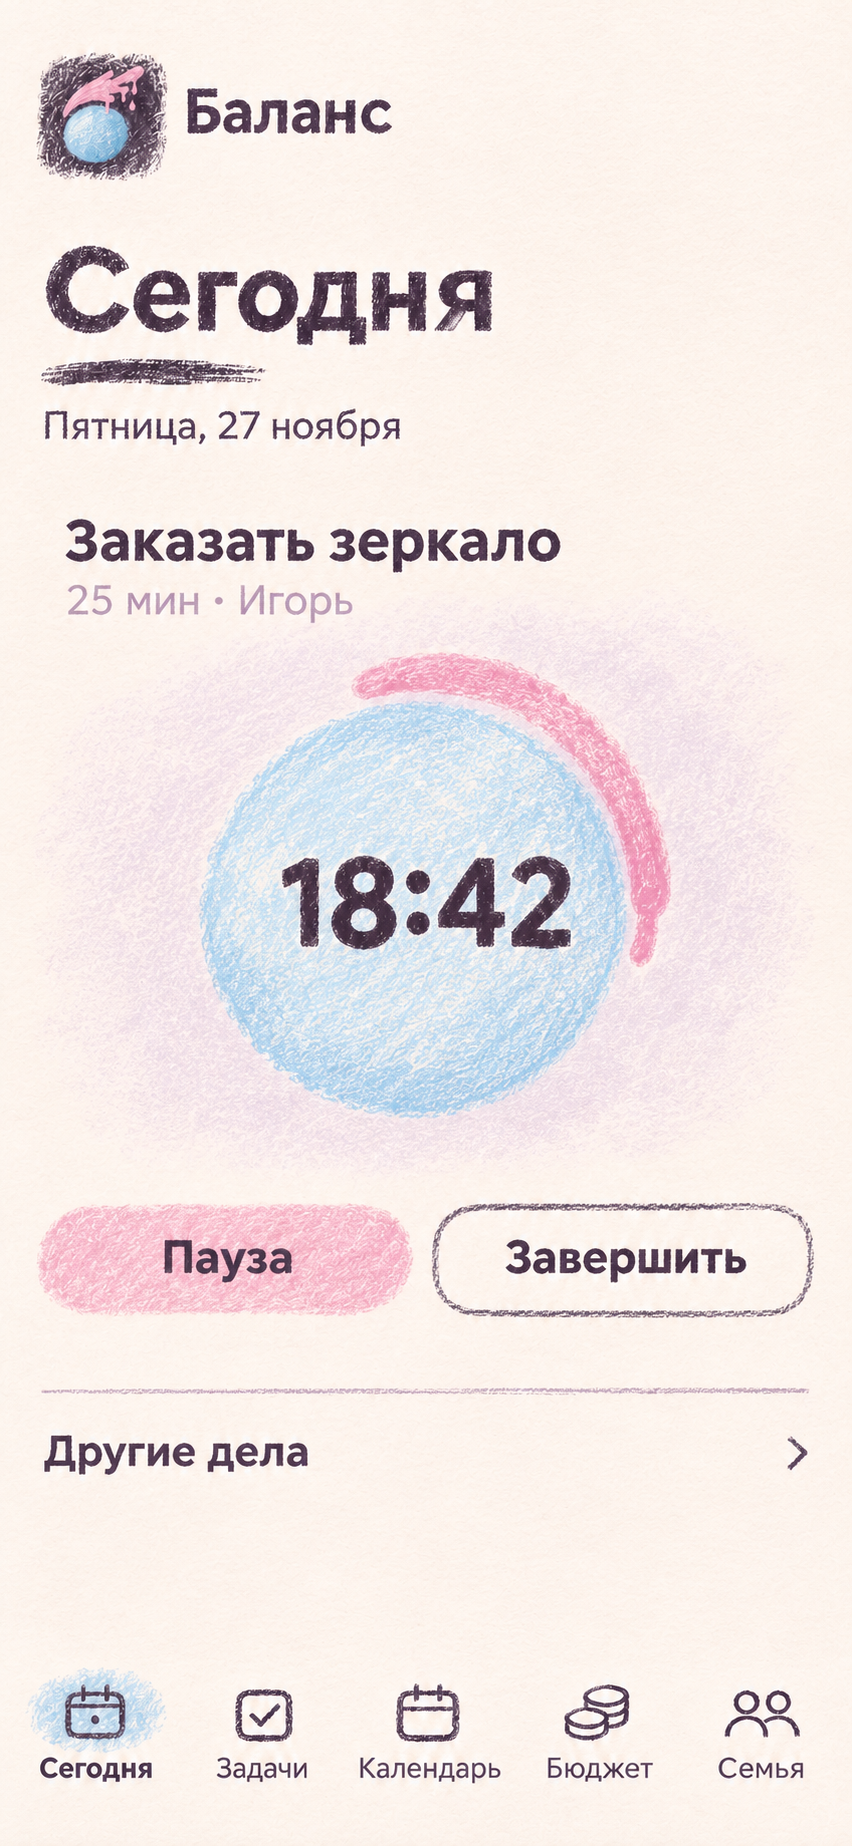 Баланс
Сегодня
Пятница, 27 ноября
Заказать зеркало
25 мин • Игорь
18:42
Пауза
Завершить
Другие дела
Сегодня
Задачи
Календарь
Бюджет
Семья